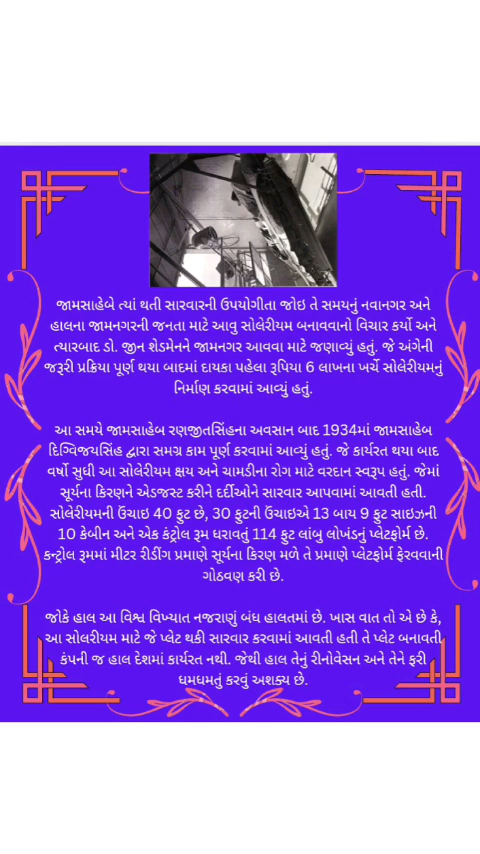 જામસાહેબે ત્યાં થતી સારવારની ઉપયોગીતા જોઇ તે સમયનું નવાનગર અને
હાલના જામનગરની જનતા માટે આવુ સોલેરીયમ બનાવવાનો વિચાર કર્યો અને
ત્યારબાદ ડો. જીન શેડમેનને જામનગર આવવા માટે જણાવ્યું હતું. જે અંગેની
જરૂરી પ્રક્રિયા પૂર્ણ થયા બાદમાં દાયકા પહેલા રૂપિયા 6 લાખના ખર્ચે સોલેરીયમનું
નિર્માણ કરવામાં આવ્યું હતું.
આ સમયે જામસાહેબ રણજીતસિંહના અવસાન બાદ 1934માં જામસાહેબ
દિગ્વિજયસિંહ દ્વારા સમગ્ર કામ પૂર્ણ કરવામાં આવ્યું હતું. જે કાર્યરત થયા બાદ
વર્ષો સુધી આ સોલેરીયમ ક્ષય અને ચામડીના રોગ માટે વરદાન સ્વરૂપ હતું. જેમાં
સૂર્યના કિરણને એડજસ્ટ કરીને દર્દીઓને સારવાર આપવામાં આવતી હતી.
સોલેરીયમની ઉંચાઇ 40 ફુટ છે, 30 ફુટની ઉંચાઇએ 13 બાય 9 ફુટ સાઇઝની
10 કેબીન અને એક કંટ્રોલ રૂમ ધરાવતું 114 ફુટ લાંબુ લોખંડનું પ્લેટફોર્મ છે.
કન્ટ્રોલ રૂમમાં મીટર રીડીંગ પ્રમાણે સૂર્યના કિરણ મળે તે પ્રમાણે પ્લેટફોર્મ ફેરવવાની
ગોઠવણ કરી છે.
જોકે હાલ આ વિશ્વ વિખ્યાત નજરાણું બંધ હાલતમાં છે. ખાસ વાત તો એ છે કે,
આ સોલરીયમ માટે જે પ્લેટ થકી સારવાર કરવામાં આવતી હતી તે પ્લેટ બનાવતી
કંપની જ હાલ દેશમાં કાર્યરત નથી. જેથી હાલ તેનું રીનોવેસન અને તેને ફરી
ધમધમતું કરવું અશક્ય છે.